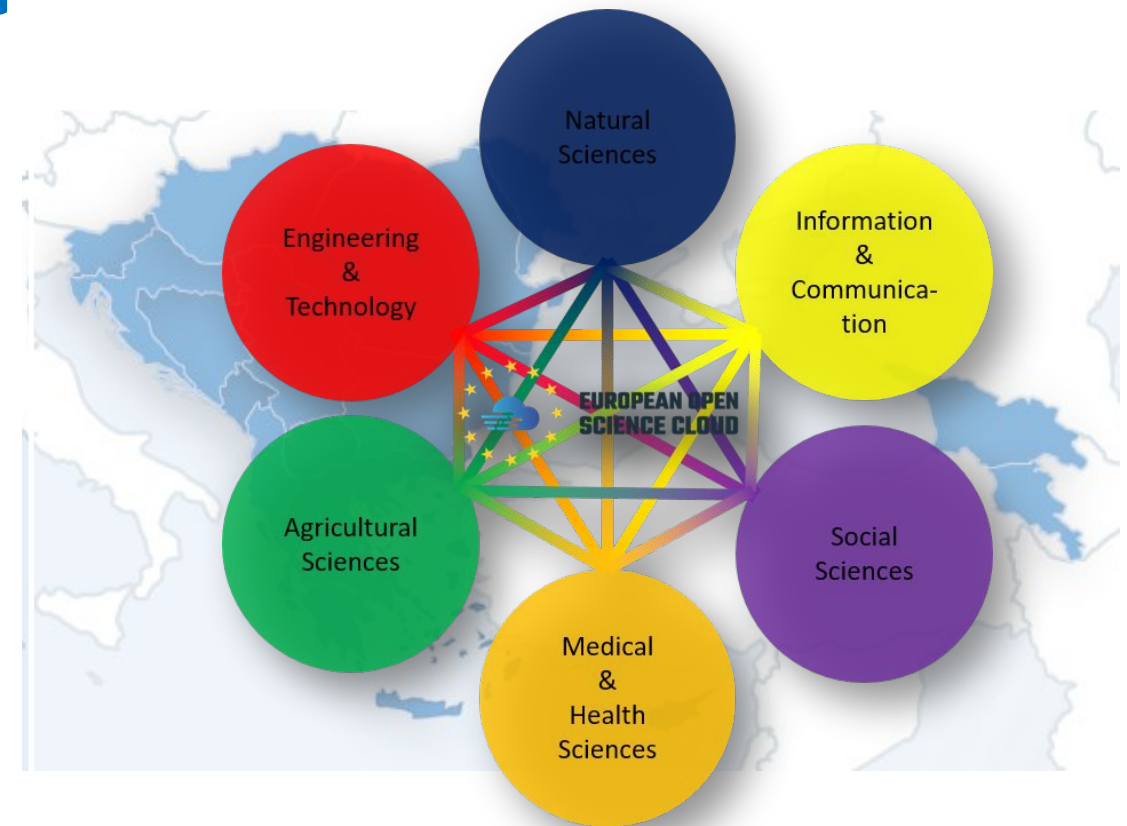 Natural
Sciences
Engineering
&
Technology
Information
&
Communica-
tion
EUROPEAN OPEN
SCIENCE CLOUD
Agricultural
Sciences
Social
Sciences
Medical
&
Health
Sciences